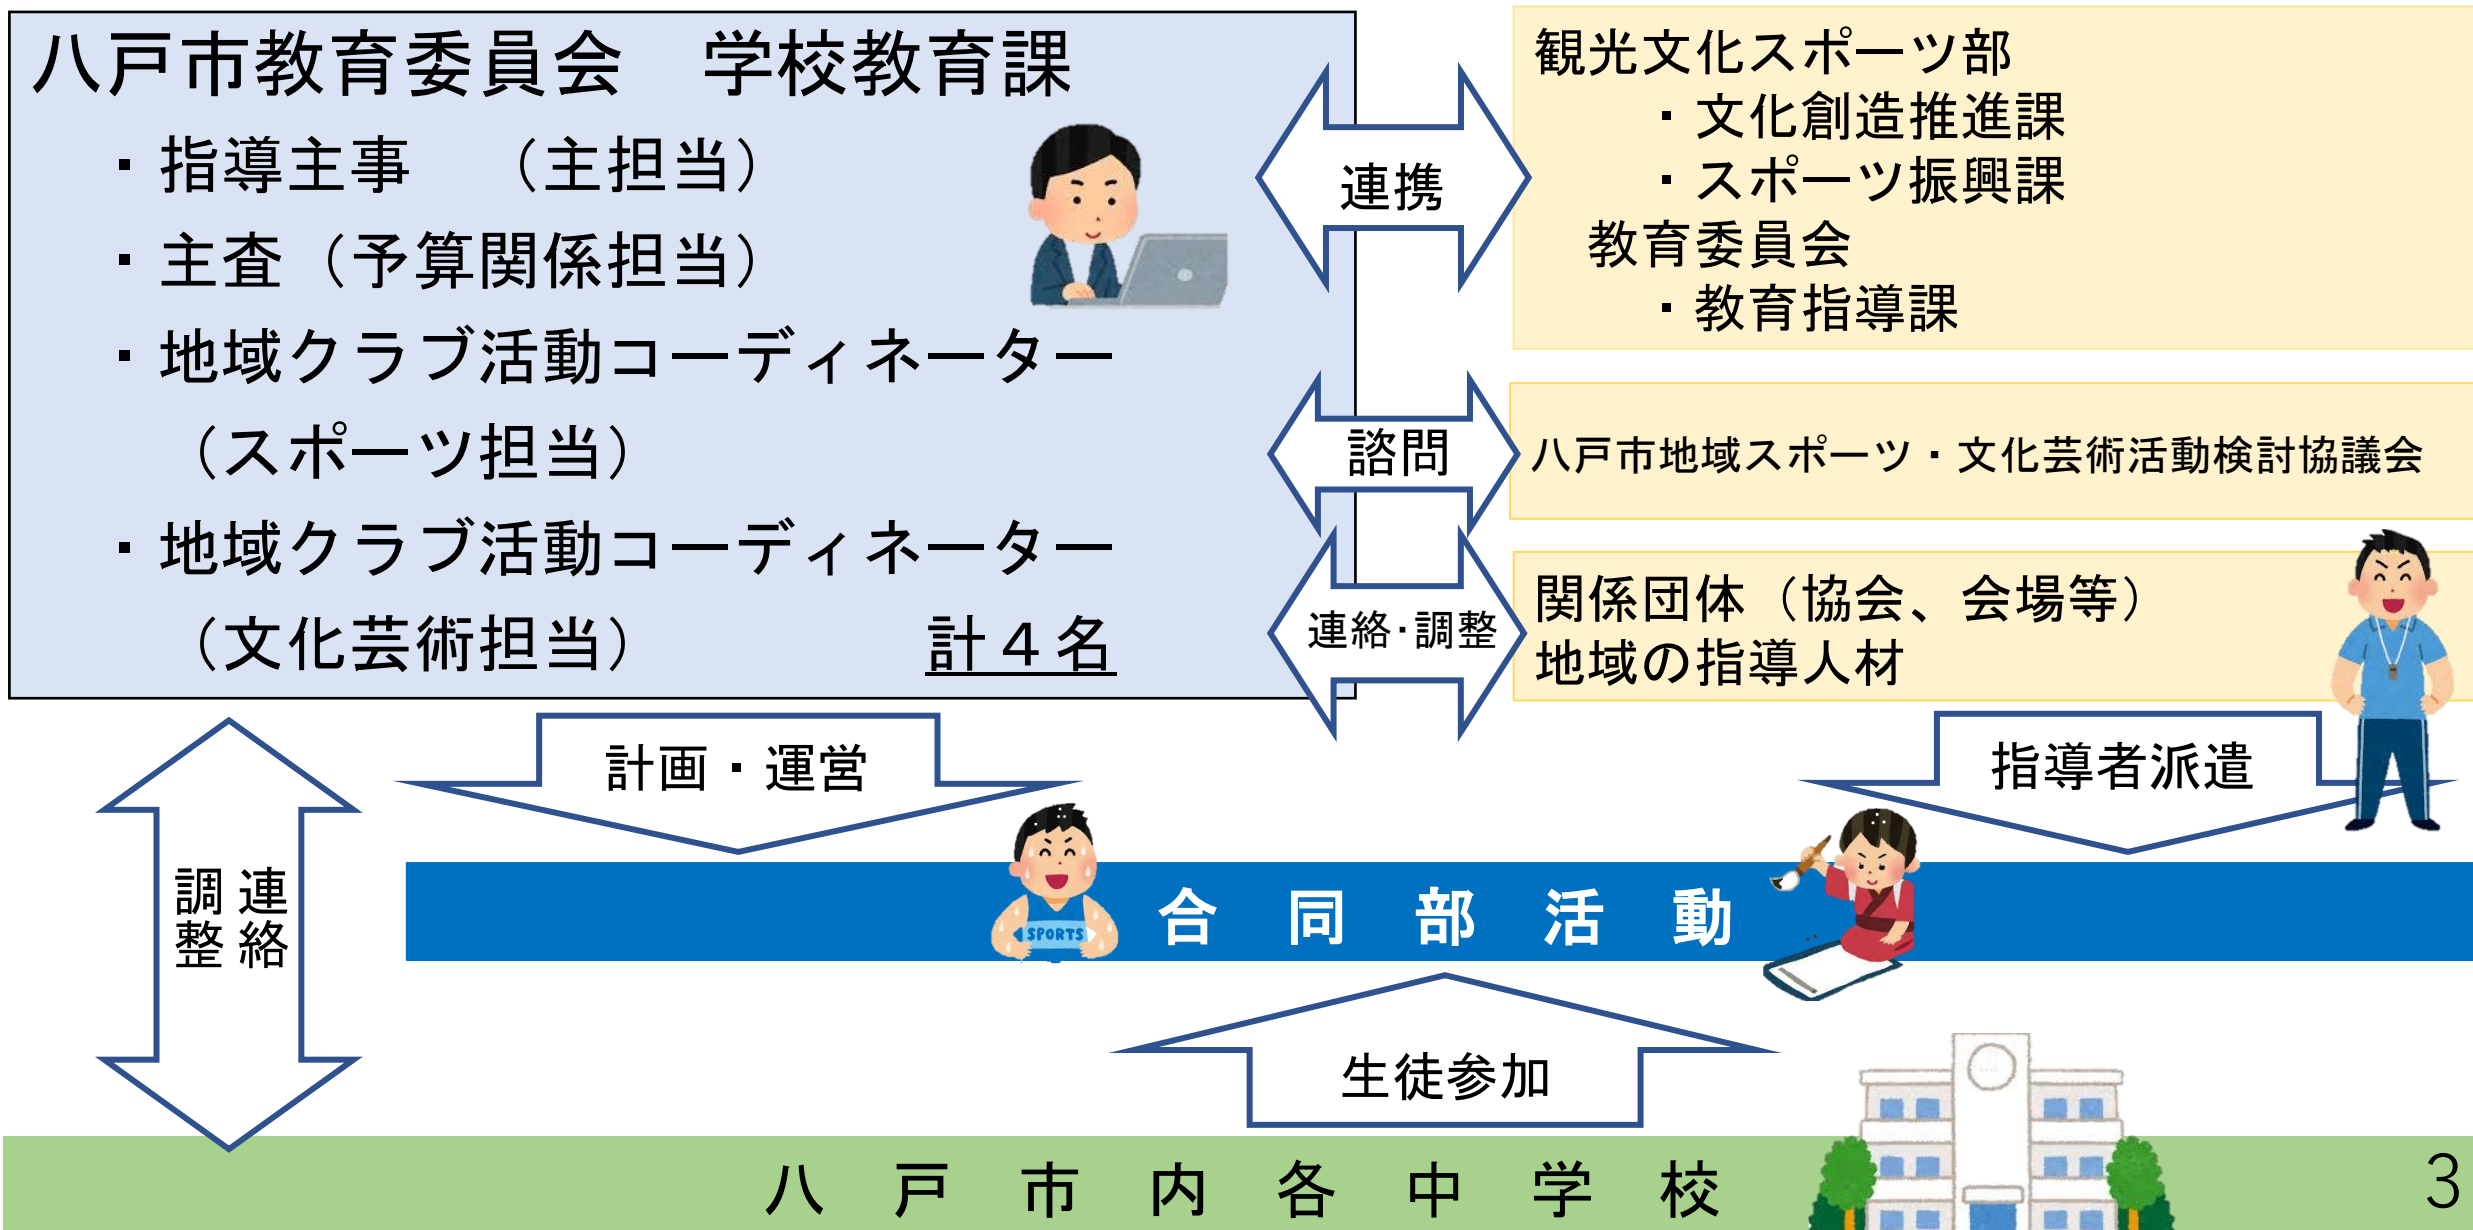 八戸市教育委員会　学校教育課
・指導主事　（主担当）
・主査（予算関係担当）
・地域クラブ活動コーディネーター
（スポーツ担当）
・地域クラブ活動コーディネーター
（文化芸術担当）　計４名
連携
観光文化スポーツ部
・文化創造推進課
・スポーツ振興課
教育委員会
・教育指導課
諮問
八戸市地域スポーツ・文化芸術活動検討協議会
連絡・調整
関係団体（協会、会場等）
地域の指導人材
計画・運営
指導者派遣
連絡
調整
SPORTS
合同部活動
生徒参加
八戸市内各中学校
3